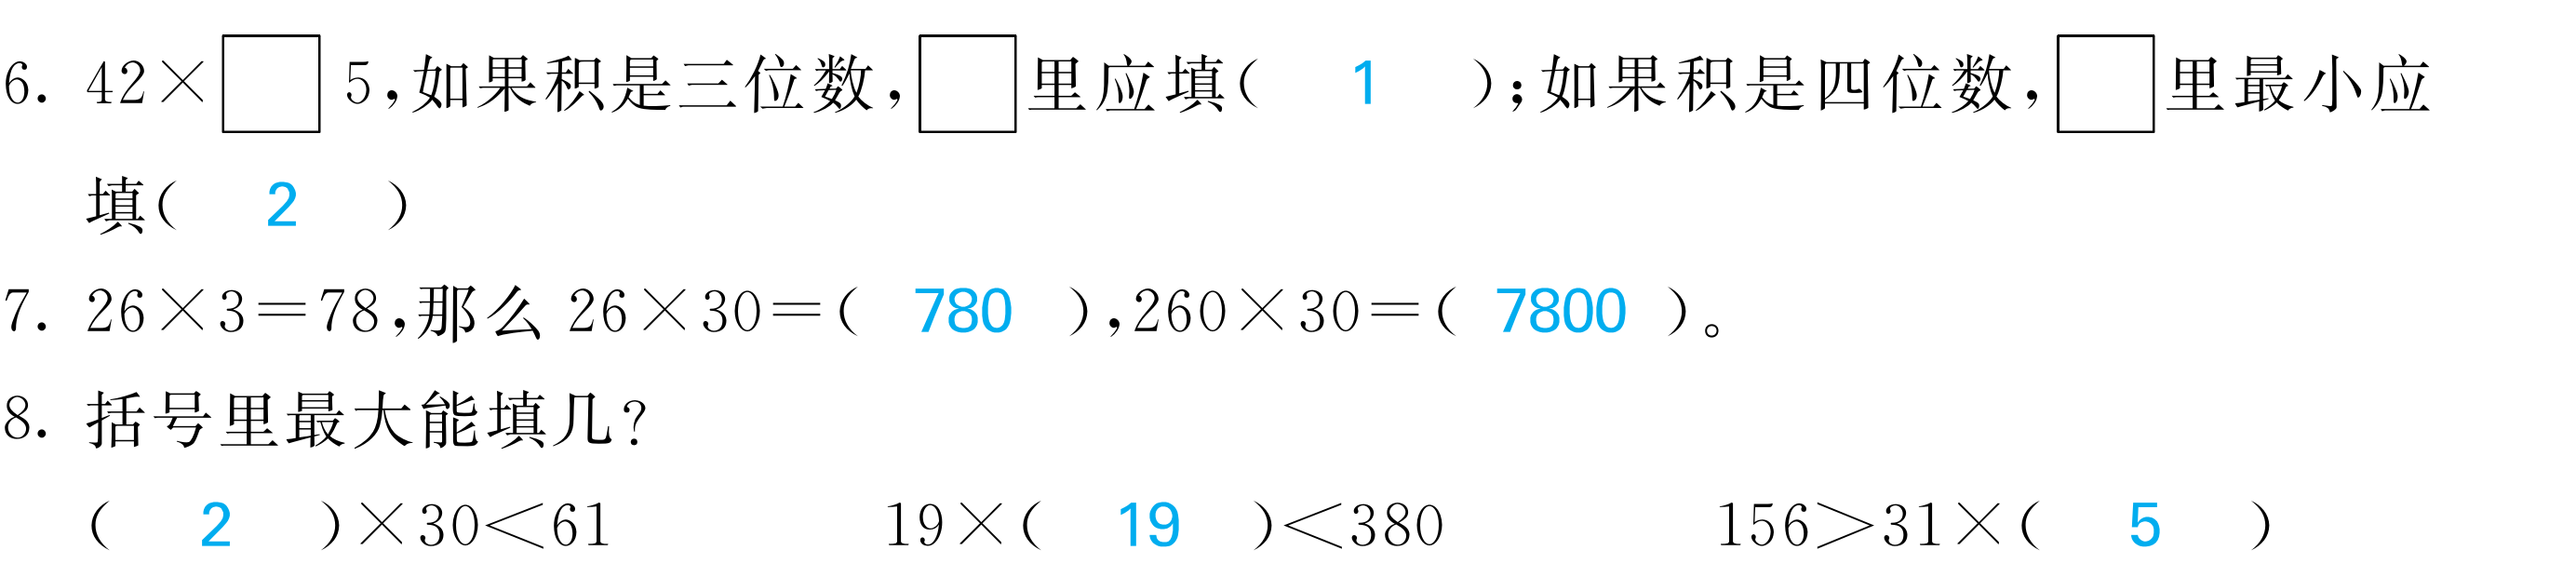 6. 42×□ 5,如果积是三位数,□里应填( 1 );如果积是四位数,□里最小应
填( 2 )
7. 26×3=78,那么 26×30=( 780 ),260×30=( 7800 )。
8. 括号里最大能填几?
( 2 )×30<61 19×( 19 )<380 156>31×( 5 )